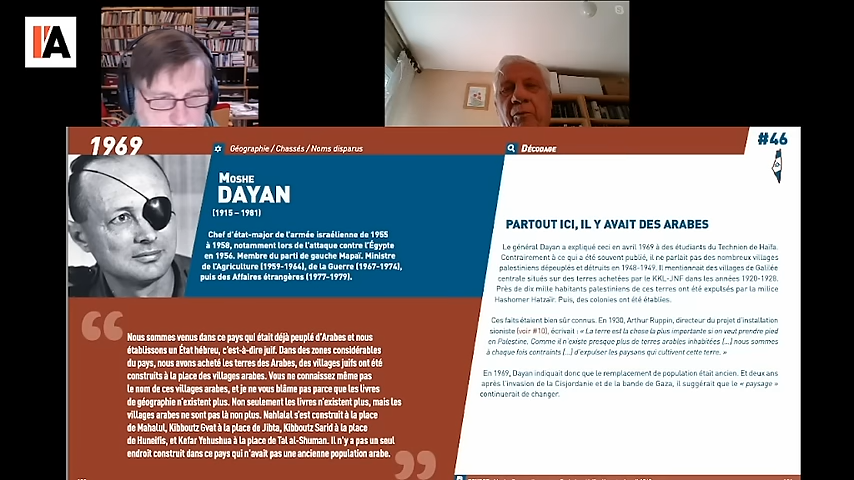 IA
1969
Géographie / Chassés / Noms disparus
DÉCODAGE
#46
MOSHE
DAYAN
(1915 – 1981)
Chef d'état-major de l'armée israélienne de 1955
à 1958, notamment lors de l'attaque contre l'Égypte
en 1956. Membre du parti de gauche Mapaï. Ministre
de l'Agriculture (1959-1964), de la Guerre (1967-1974),
puis des Affaires étrangères (1977-1979).
“
Nous sommes venus dans ce pays qui était déjà peuplé d'Arabes et nous
établissons un État hébreu, c'est-à-dire juif. Dans des zones considérables
du pays, nous avons acheté les terres des Arabes, des villages juifs ont été
construits à la place des villages arabes. Vous ne connaissez même pas
le nom de ces villages arabes, et je ne vous blâme pas parce que les livres
de géographie n'existent plus. Non seulement les livres n'existent plus, mais les
villages arabes ne sont pas là non plus. Nahlalal s'est construit à la place
de Mahalul, Kibboutz Gvat à la place de Jibta, Kibboutz Sarid à la place
de Huneifis, et Kefar Yehushua à la place de Tal al-Shuman. Il n'y a pas un seul
endroit construit dans ce pays qui n'avait pas une ancienne population arabe.
”
PARTOUT ICI, IL Y AVAIT DES ARABES
Le général Dayan a expliqué ceci en avril 1969 à des étudiants du Technien de Haïfa.
Contrairement à ce qui a été souvent publié, il ne parlait pas des nombreux villages
palestiniens dépeuplés et détruits en 1948-1949. Il mentionnait des villages de Galilée
centrale situés sur des terres achetées par le KKL-JNF dans les années 1920-1928.
Près de dix mille habitants palestiniens de ces terres ont été expulsés par la milice
Hashomer Hatzaïr. Puis, des colonies ont été établies.
Ces faits étaient bien sûr connus. En 1930, Arthur Ruppin, directeur du projet d'installation
sioniste (voir #10), écrivait : « La terre est la chose la plus importante si on veut prendre pied
en Palestine. Comme il n'existe presque plus de terres arables inhabitées [...] nous sommes
à chaque fois contraints [...] d'expulser les paysans qui cultivent cette terre. »
En 1969, Dayan indiquait donc que le remplacement de population était ancien. Et deux ans
après l'invasion de la Cisjordanie et de la bande de Gaza, il suggérait que le « paysage »
continuerait de changer.